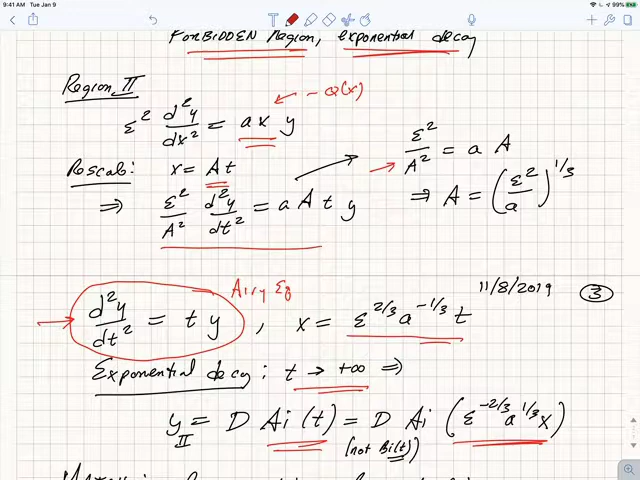 9:41 AM Tue Jan 9
99%
FORBIDDEN Region, exponential decay
Region II
ε² d²y/dx² = ax y ← -Q(x)
Rescale: x = At
⇒ ε²/A² d²y/dt² = a A t y
ε²/A² = a A
⇒ A = (ε²/a)^1/3
Airy Eq
11/8/2019 3
d²y/dt² = t y , x = ε^2/3 a^-1/3 t
Exponential decay: t → +∞ ⇒
y_II = D Ai(t) = D Ai (ε^-2/3 a^1/3 x)
(not Bi(t))